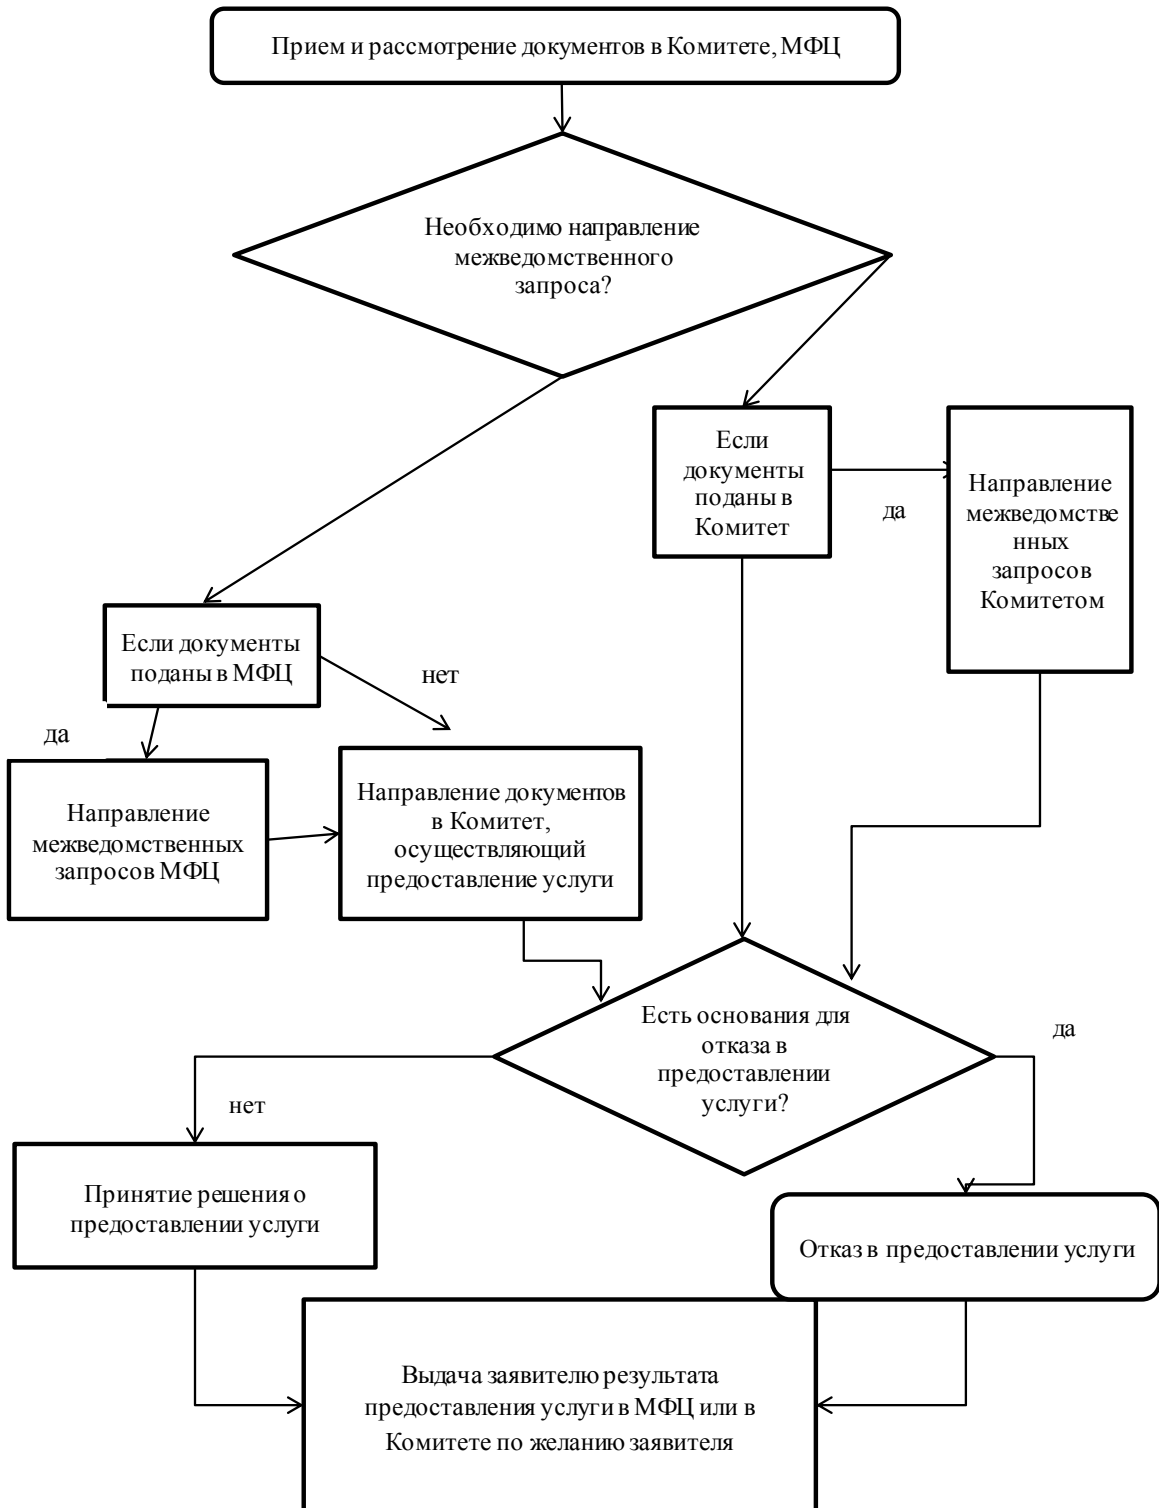 Прием и рассмотрение документов в Комитете, МФЦ
Необходимо направление
межведомственного
запроса?
Если
документы
поданы в
Комитет
да
Направление
межведомстве
нных
запросов
Комитетом
Если документы
поданы в МФЦ
нет
да
Направление
межведомственных
запросов МФЦ
Направление документов
в Комитет,
осуществляющий
предоставление услуги
Есть основания для
отказа в
предоставлении
услуги?
да
нет
Принятие решения о
предоставлении услуги
Отказ в предоставлении услуги
Выдача заявителю результата
предоставления услуги в МФЦ или в
Комитете по желанию заявителя